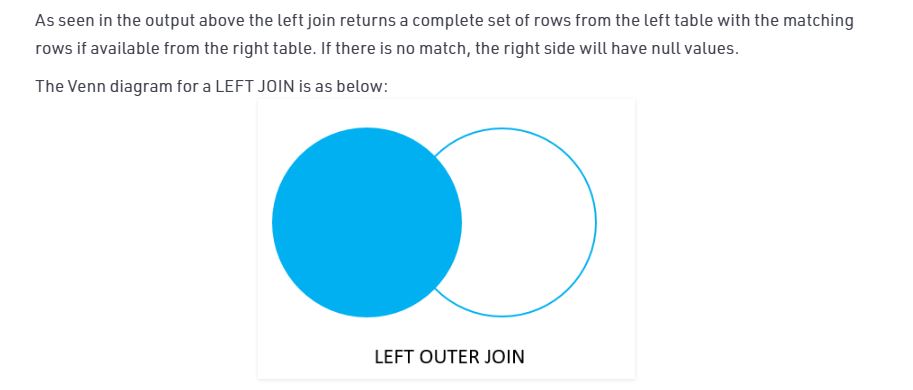 As seen in the output above the left join returns a complete set of rows from the left table with the matching
rows if available from the right table. If there is no match, the right side will have null values.
The Venn diagram for a LEFT JOIN is as below:
LEFT OUTER JOIN